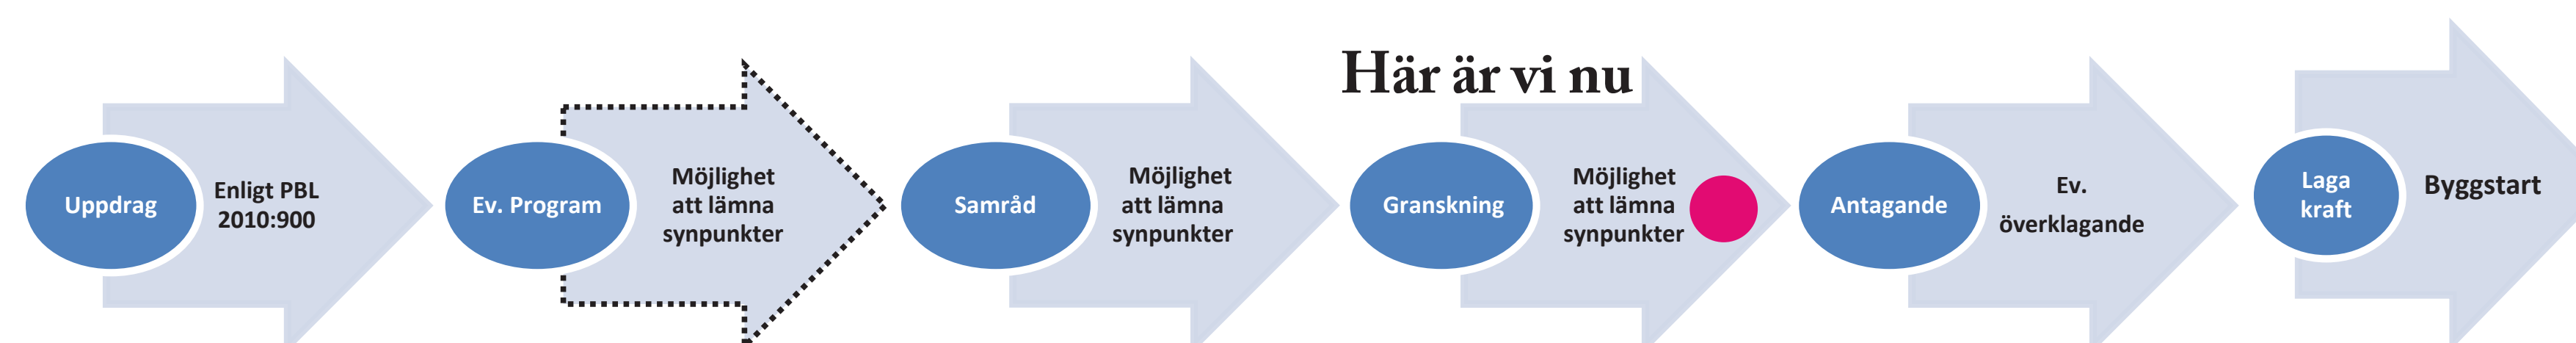 Här är vi nu
Uppdrag
Enligt PBL
2010:900
Ev. Program
Möjlighet
att lämna
synpunkter
Samråd
Möjlighet
att lämna
synpunkter
Granskning
Möjlighet
att lämna
synpunkter
Antagande
Ev.
överklagande
Laga
kraft
Byggstart